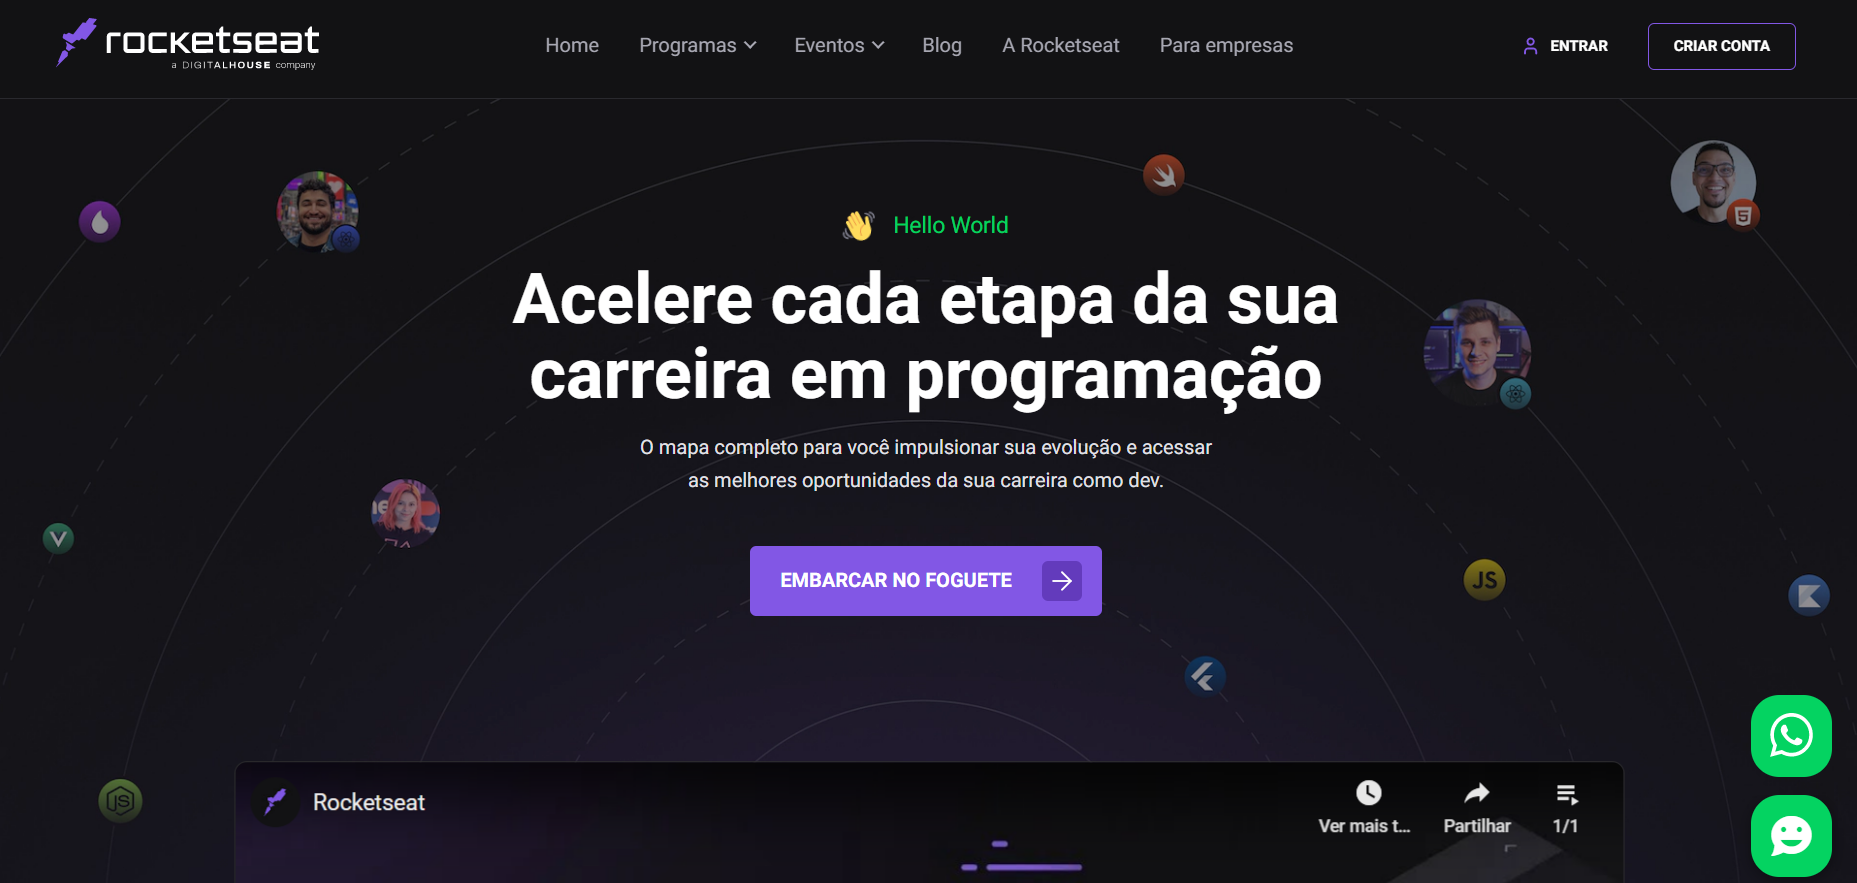 rocketseat
a DIGITALHOUSE company
Home
Programas
Eventos
Blog
A Rocketseat
Para empresas
ENTRAR
CRIAR CONTA
Hello World
Acelere cada etapa da sua
carreira em programação
O mapa completo para você impulsionar sua evolução e acessar
as melhores oportunidades da sua carreira como dev.
EMBARCAR NO FOGUETE
JS
JS
Rocketseat
Ver mais t...
Partilhar
1/1